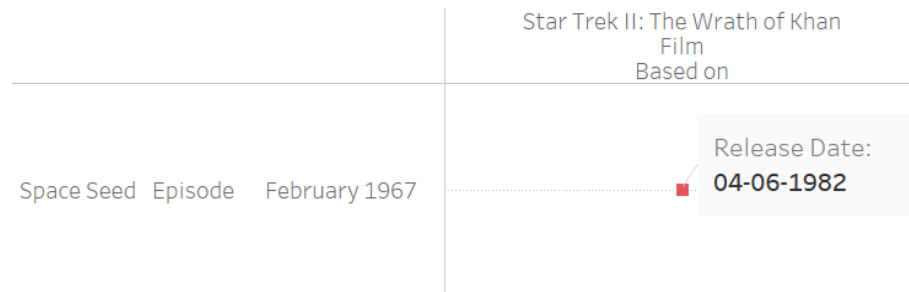 Star Trek II: The Wrath of Khan
Film
Based on
Release Date:
04-06-1982
Space Seed Episode February 1967